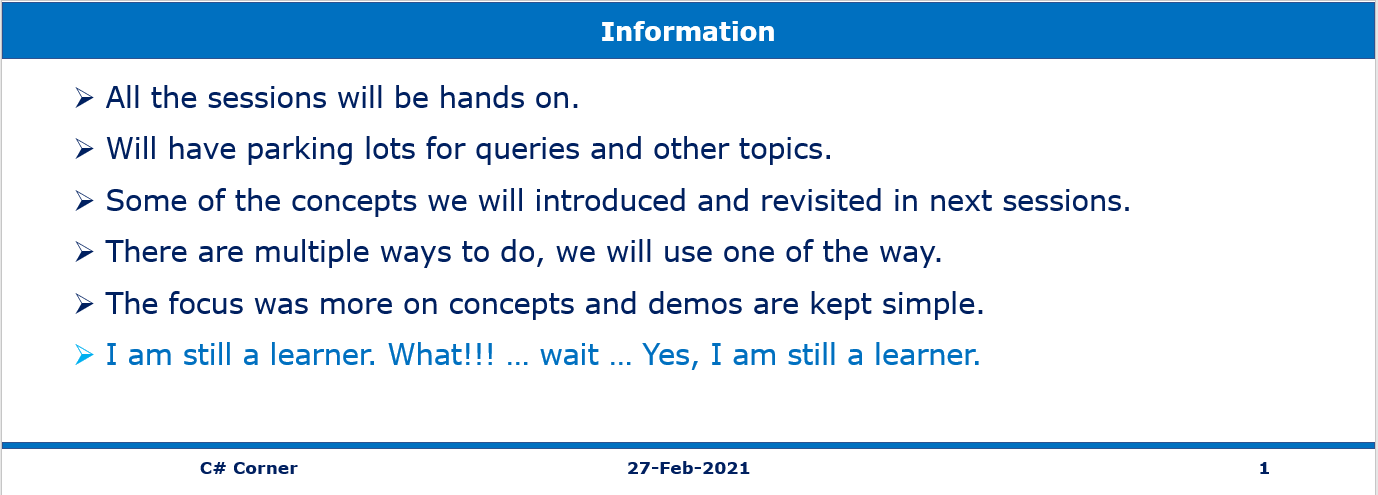 Information
All the sessions will be hands on.
Will have parking lots for queries and other topics.
Some of the concepts we will introduced and revisited in next sessions.
There are multiple ways to do, we will use one of the way.
The focus was more on concepts and demos are kept simple.
I am still a learner. What!!! … wait … Yes, I am still a learner.
C# Corner 27-Feb-2021 1